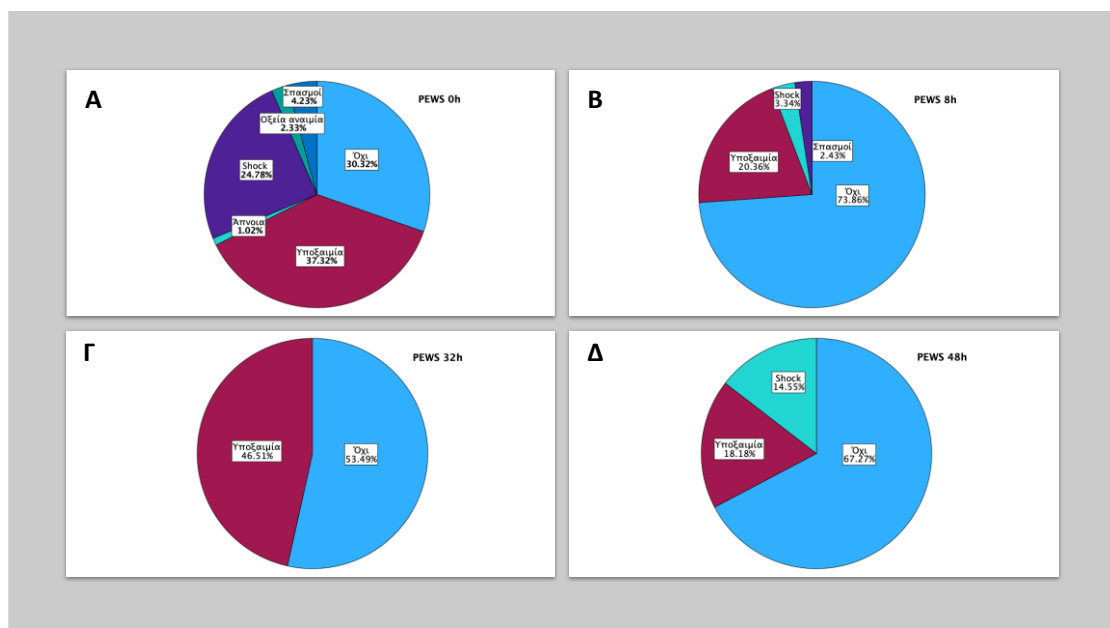 Α
PEWS 0h
Σπασμοί
4.23%
Οξεία αναιμία
2.33%
Όχι
30.32%
Shock
24.78%
Άπνοια
1.02%
Υποξαιμία
37.32%
Β
PEWS 8h
Shock
3.34%
Σπασμοί
2.43%
Υποξαιμία
20.36%
Όχι
73.86%
Γ
PEWS 32h
Υποξαιμία
46.51%
Όχι
53.49%
Δ
PEWS 48h
Shock
14.55%
Υποξαιμία
18.18%
Όχι
67.27%